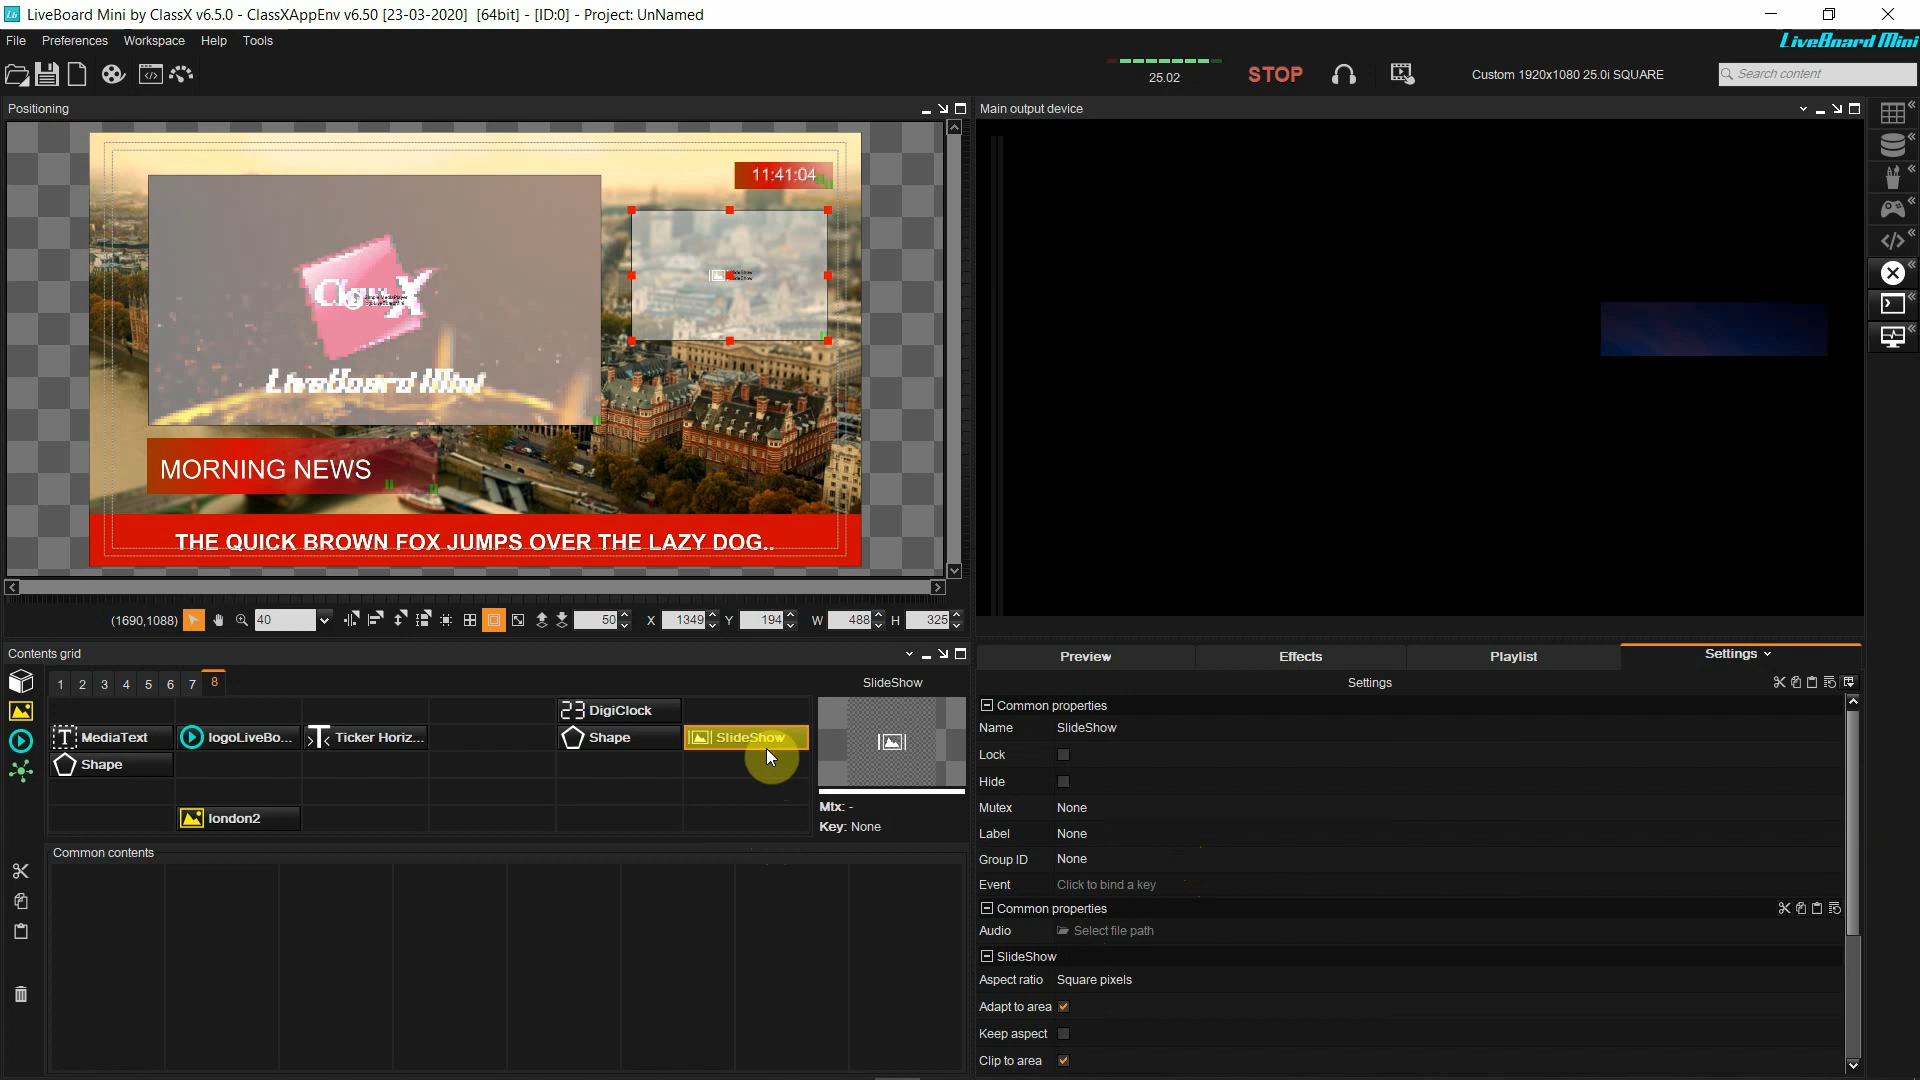 LiveBoard Mini by ClassX v6.5.0 - ClassXAppEnv v6.50 [23-03-2020] [64bit] - [ID:0] - Project: UnNamed
File Preferences Workspace Help Tools
LiveBoard Mini
25.02
STOP
Custom 1920x1080 25.0i SQUARE
Search content
Positioning
Main output device
11:41:04
ClassX
LiveBoard Mini
SlideShow
SlideShow
MORNING NEWS
THE QUICK BROWN FOX JUMPS OVER THE LAZY DOG..
(1690,1088) 40 50 X 1349 Y 194 W 488 H 325
Contents grid
1 2 3 4 5 6 7 8
SlideShow
23 DigiClock
MediaText
logoLiveBo...
Ticker Horiz...
Shape
SlideShow
Shape
london2
Mtx: -
Key: None
Common contents
Preview Effects Playlist Settings
Settings
Common properties
Name SlideShow
Lock
Hide
Mutex None
Label None
Group ID None
Event Click to bind a key
Common properties
Audio Select file path
SlideShow
Aspect ratio Square pixels
Adapt to area
Keep aspect
Clip to area